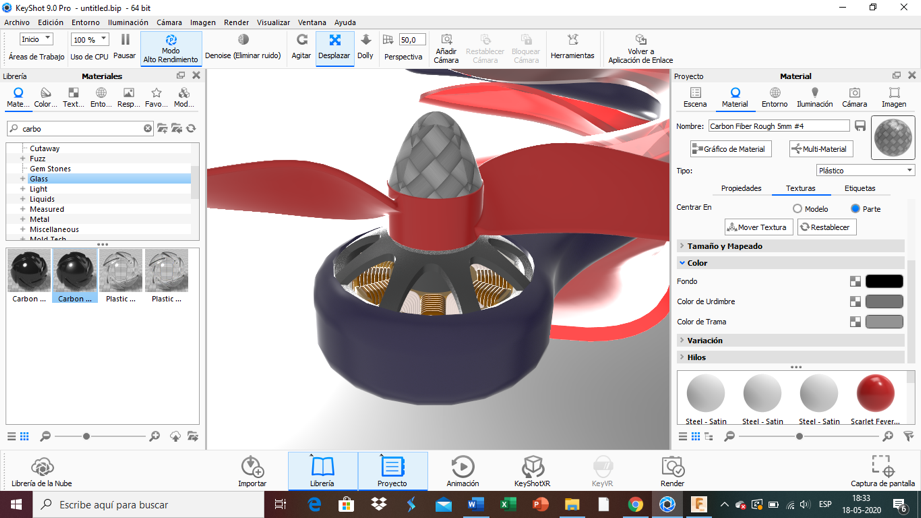 KeyShot 9.0 Pro - untitled.bip - 64 bit
Archivo Edición Entorno Iluminación Cámara Imagen Render Visualizar Ventana Ayuda
Inicio
100 %
50,0
Áreas de Trabajo
Uso de CPU
Pausar
Modo
Alto Rendimiento
Denoise (Eliminar ruido)
Agitar
Desplazar
Dolly
Perspectiva
Añadir
Cámara
Restablecer
Cámara
Bloquear
Cámara
Herramientas
Volver a
Aplicación de Enlace
Librería
Materiales
Mate... Color... Text... Ento... Resp... Favo... Mod...
carbo
Cutaway
Fuzz
Gem Stones
Glass
Light
Liquids
Measured
Metal
Miscellaneous
Mold Tech
Carbon ... Carbon ... Plastic ... Plastic ...
Proyecto
Material
Escena Material Entorno Iluminación Cámara Imagen
Nombre: Carbon Fiber Rough 5mm #4
Gráfico de Material
Multi-Material
Tipo: Plástico
Propiedades Texturas Etiquetas
Centrar En Modelo Parte
Mover Textura Restablecer
Tamaño y Mapeado
Color
Fondo
Color de Urdimbre
Color de Trama
Variación
Hilos
Steel - Satin Steel - Satin Steel - Satin Scarlet Fever...
Librería de la Nube
Importar
Librería
Proyecto
Animación
KeyShotXR
KeyVR
Render
Captura de pantalla
Escribe aquí para buscar
ESP
18:33
18-05-2020
6